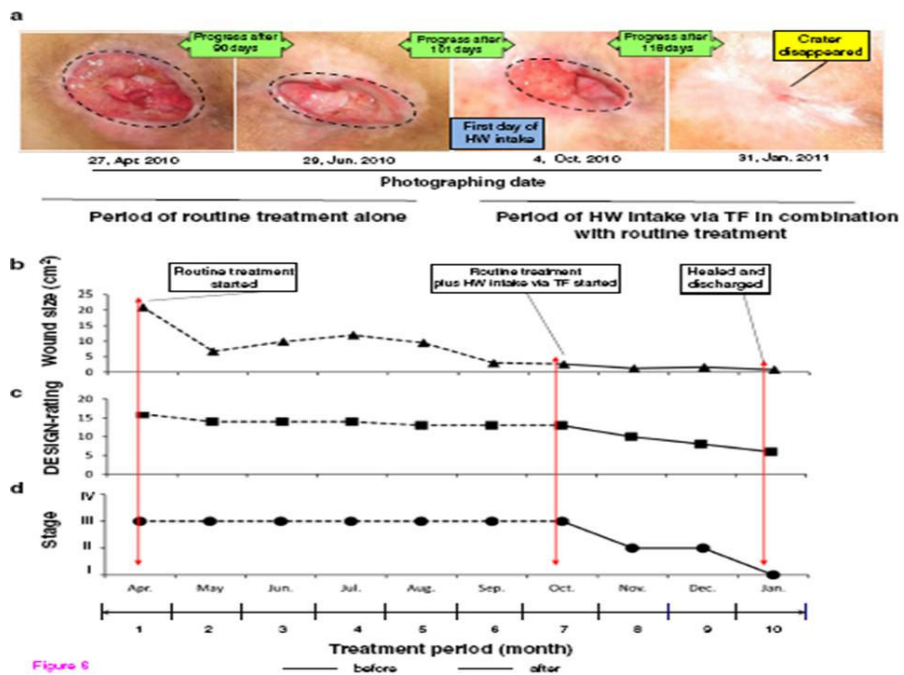 a
Progress after
90 days
Progress after
101 days
Progress after
118 days
Crater
disappeared
First day of
HW intake
27, Apr. 2010
29, Jun. 2010
4, Oct. 2010
31, Jan. 2011
Photographing date
Period of routine treatment alone
Period of HW intake via TF in combination
with routine treatment
b
Wound size (cm²)
25
20
15
10
5
0
Routine treatment
started
Routine treatment
plus HW intake via TF started
Healed and
discharged
c
DESIGN-rating
20
15
10
5
0
d
Stage
IV
III
II
I
Apr. May Jun. Jul. Aug. Sep. Oct. Nov. Dec. Jan.
1 2 3 4 5 6 7 8 9 10
Treatment period (month)
before after
Figure 6